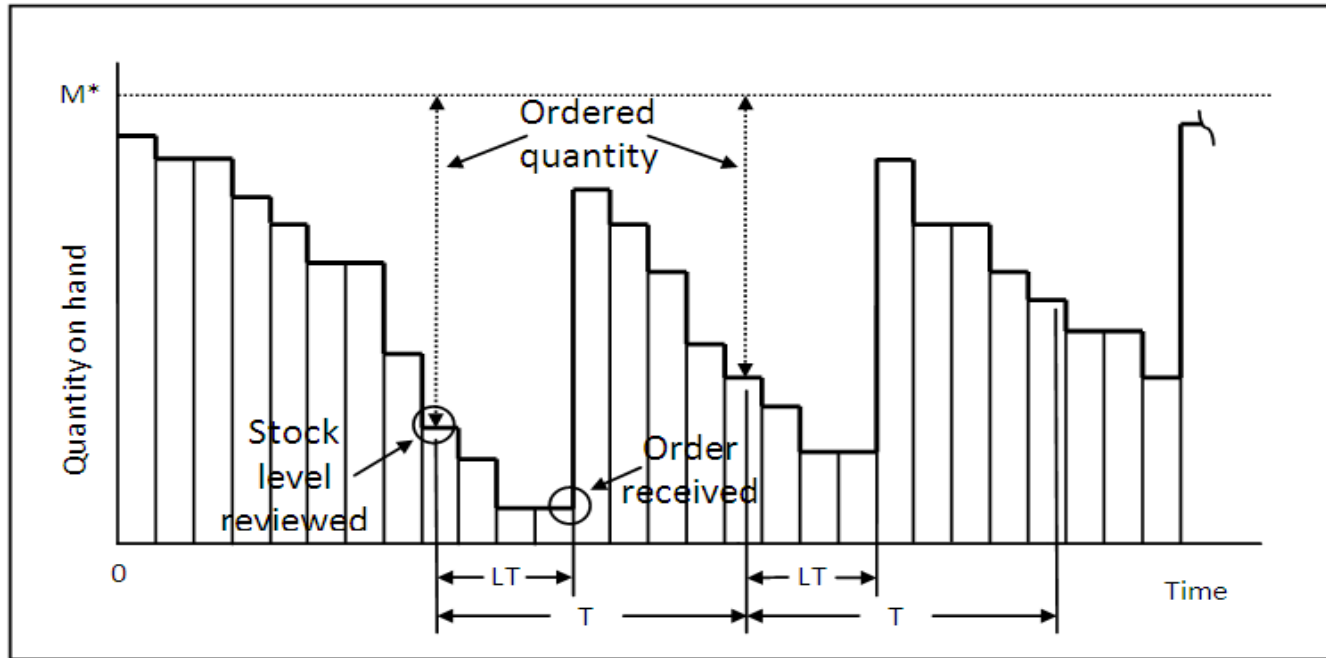 M*
Ordered
quantity
Quantity on hand
Stock
level
reviewed
Order
received
0
LT
LT
Time
T
T